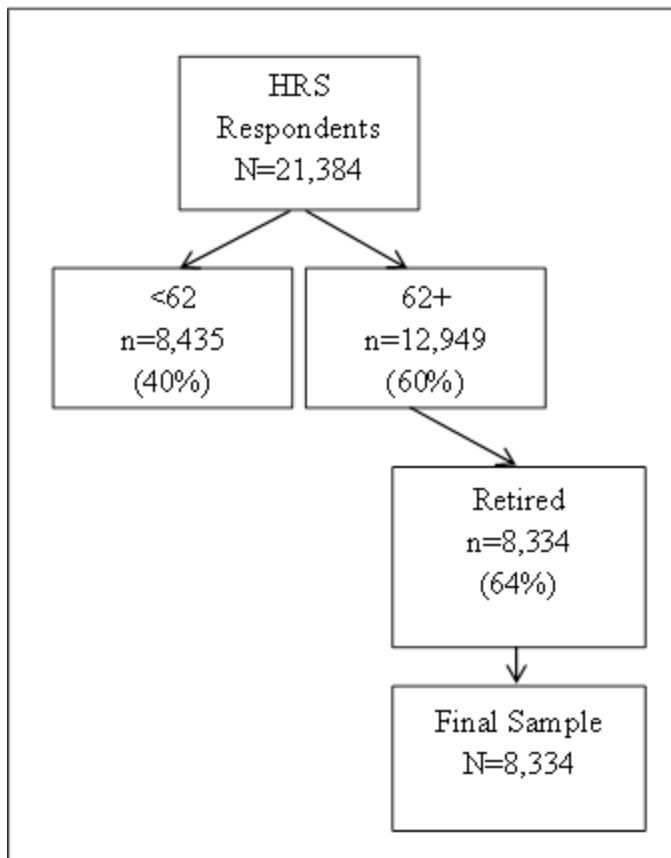 HRS
Respondents
N=21,384
<62
n=8,435
(40%)
62+
n=12,949
(60%)
Retired
n=8,334
(64%)
Final Sample
N=8,334